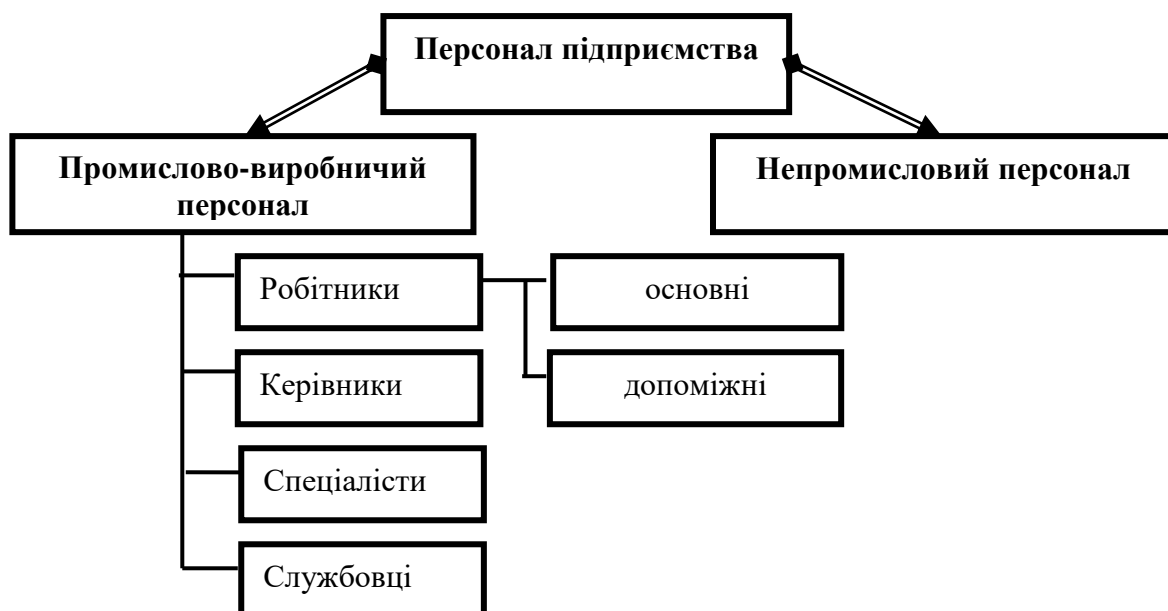 Персонал підприємства
Промислово-виробничий
персонал
Непромисловий персонал
Робітники
основні
Керівники
допоміжні
Спеціалісти
Службовці